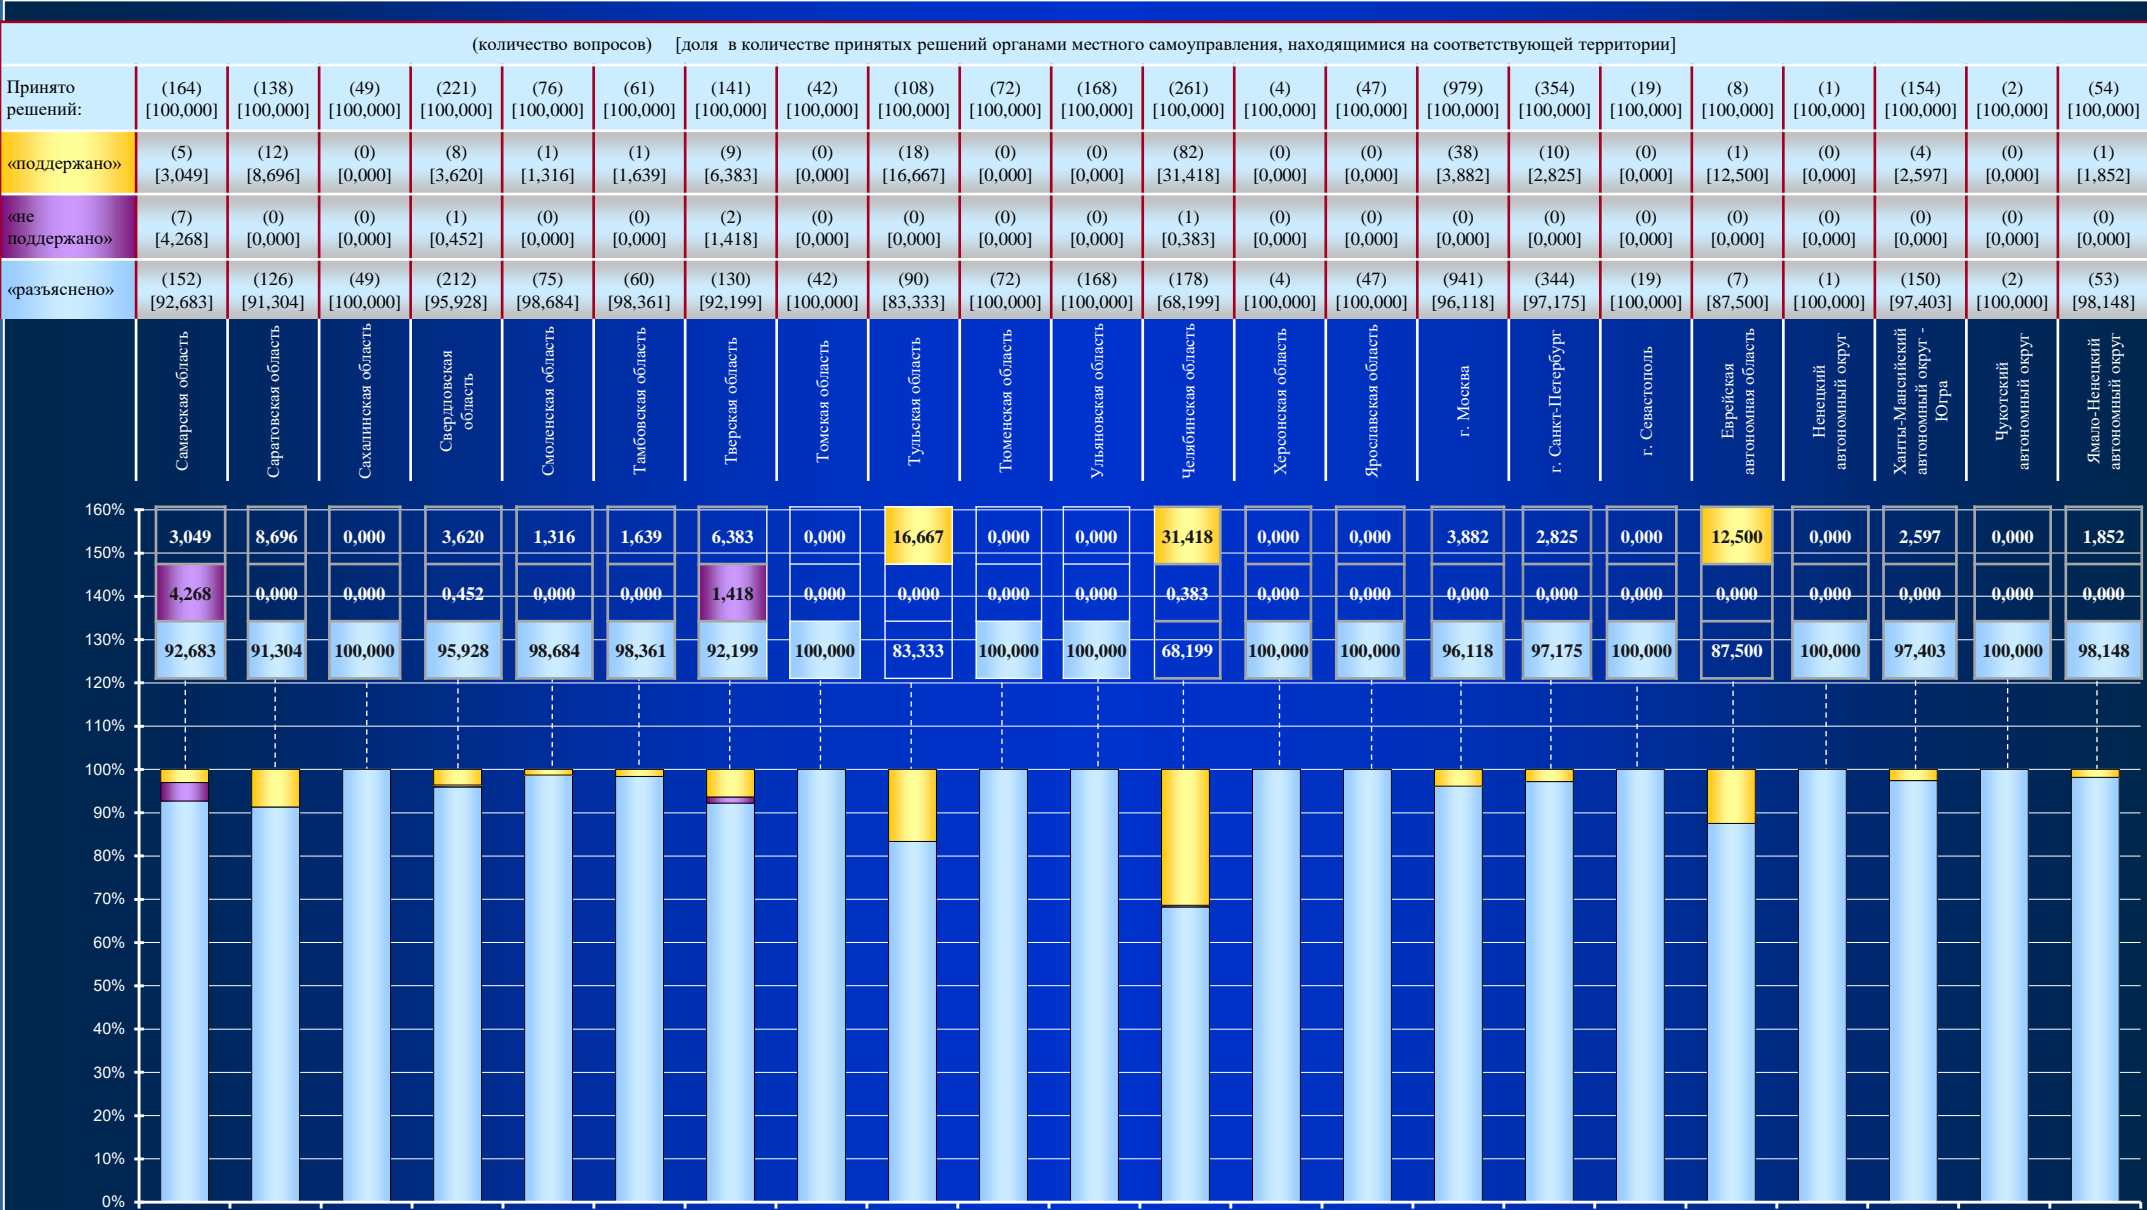 (количество вопросов) [доля в количестве принятых решений органами местного самоуправления, находящимися на соответствующей территории]
Принято решений: (164) (138) (49) (221) (76) (61) (141) (42) (108) (72) (168) (261) (4) (47) (979) (354) (19) (8) (1) (154) (2) (54)
[100,000] [100,000] [100,000] [100,000] [100,000] [100,000] [100,000] [100,000] [100,000] [100,000] [100,000] [100,000] [100,000] [100,000] [100,000] [100,000] [100,000] [100,000] [100,000] [100,000] [100,000] [100,000]
«поддержано» (5) (12) (0) (8) (1) (1) (9) (0) (18) (0) (0) (82) (0) (0) (38) (10) (0) (1) (0) (4) (0) (1)
[3,049] [8,696] [0,000] [3,620] [1,316] [1,639] [6,383] [0,000] [16,667] [0,000] [0,000] [31,418] [0,000] [0,000] [3,882] [2,825] [0,000] [12,500] [0,000] [2,597] [0,000] [1,852]
«не поддержано» (7) (0) (0) (1) (0) (0) (2) (0) (0) (0) (0) (1) (0) (0) (0) (0) (0) (0) (0) (0) (0) (0)
[4,268] [0,000] [0,000] [0,452] [0,000] [0,000] [1,418] [0,000] [0,000] [0,000] [0,000] [0,383] [0,000] [0,000] [0,000] [0,000] [0,000] [0,000] [0,000] [0,000] [0,000] [0,000]
«разъяснено» (152) (126) (49) (212) (75) (60) (130) (42) (90) (72) (168) (178) (4) (47) (941) (344) (19) (7) (1) (150) (2) (53)
[92,683] [91,304] [100,000] [95,928] [98,684] [98,361] [92,199] [100,000] [83,333] [100,000] [100,000] [68,199] [100,000] [100,000] [96,118] [97,175] [100,000] [87,500] [100,000] [97,403] [100,000] [98,148]
Самарская область
Саратовская область
Сахалинская область
Свердловская
область
Смоленская область
Тамбовская область
Тверская область
Томская область
Тульская область
Тюменская область
Ульяновская область
Челябинская область
Херсонская область
Ярославская область
г. Москва
г. Санкт-Петербург
г. Севастополь
Еврейская
автономная область
Ненецкий
автономный округ
Ханты-Мансийский
автономный округ -
Югра
Чукотский
автономный округ
Ямало-Ненецкий
автономный округ
160%
3,049 8,696 0,000 3,620 1,316 1,639 6,383 0,000 16,667 0,000 0,000 31,418 0,000 0,000 3,882 2,825 0,000 12,500 0,000 2,597 0,000 1,852
150%
140% 4,268 0,000 0,000 0,452 0,000 0,000 1,418 0,000 0,000 0,000 0,000 0,383 0,000 0,000 0,000 0,000 0,000 0,000 0,000 0,000 0,000 0,000
130%
92,683 91,304 100,000 95,928 98,684 98,361 92,199 100,000 83,333 100,000 100,000 68,199 100,000 100,000 96,118 97,175 100,000 87,500 100,000 97,403 100,000 98,148
120%
110%
100%
90%
80%
70%
60%
50%
40%
30%
20%
10%
0%